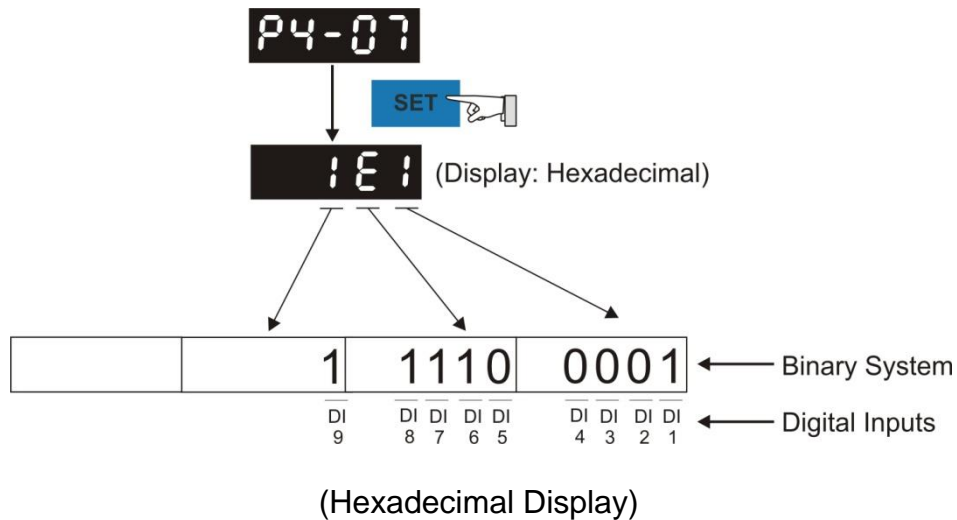 P4-07
SET
1E1 (Display: Hexadecimal)
1 1110 0001 Binary System
DI 9 DI 8 DI 7 DI 6 DI 5 DI 4 DI 3 DI 2 DI 1 Digital Inputs
(Hexadecimal Display)